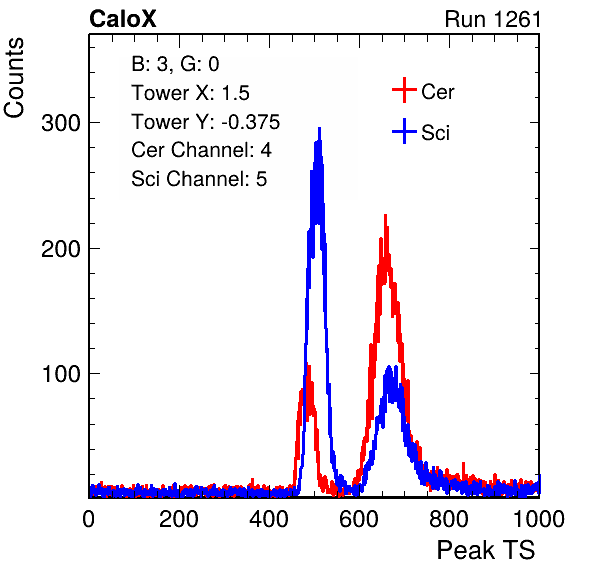 CaloX Run 1261
Counts
B: 3, G: 0
Tower X: 1.5
Tower Y: -0.375
Cer Channel: 4
Sci Channel: 5
Cer
Sci
300
200
100
0 200 400 600 800 1000
Peak TS